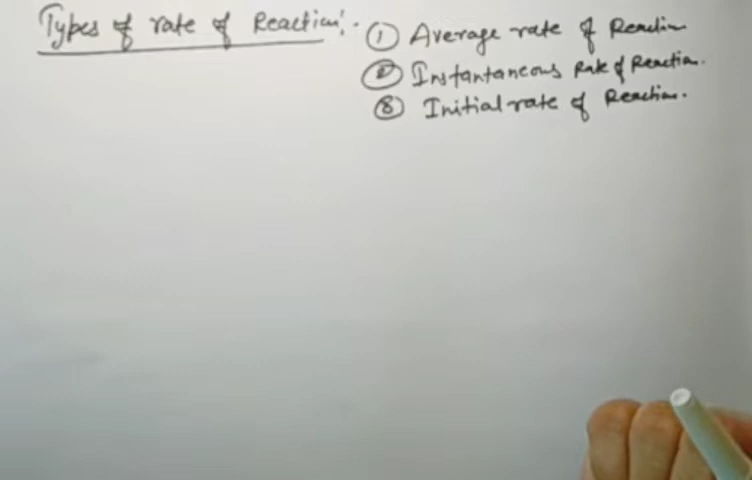 Types of rate of Reaction:-
① Average rate of Reaction
② Instantaneous Rate of Reaction.
③ Initial rate of Reaction.